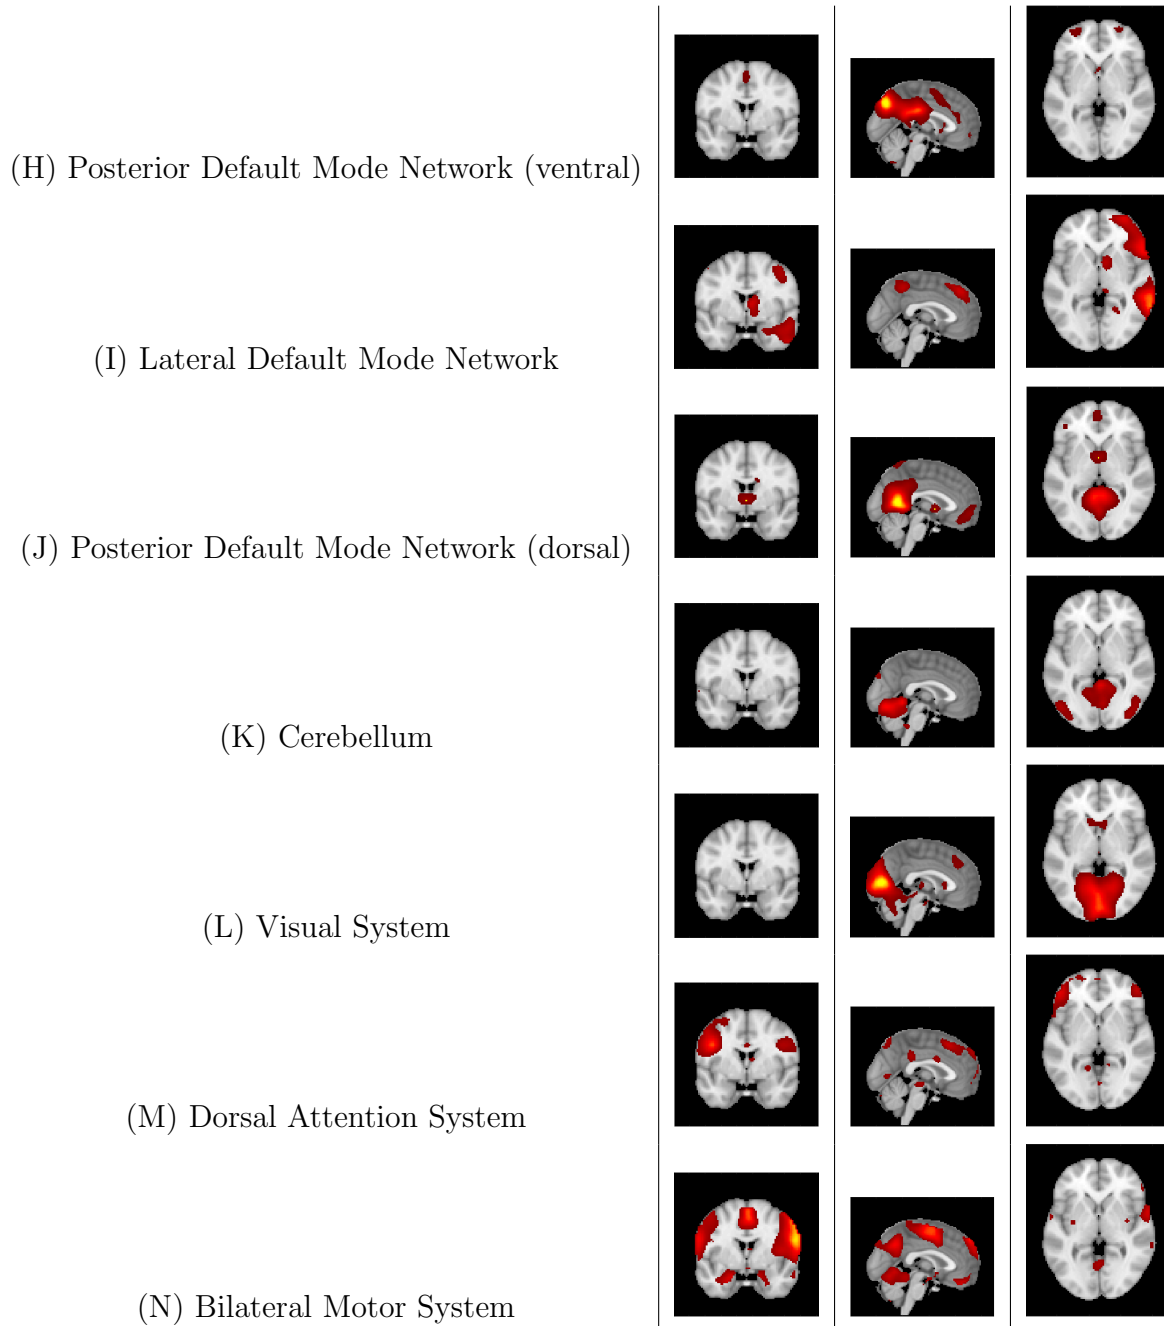 (H) Posterior Default Mode Network (ventral)
(I) Lateral Default Mode Network
(J) Posterior Default Mode Network (dorsal)
(K) Cerebellum
(L) Visual System
(M) Dorsal Attention System
(N) Bilateral Motor System